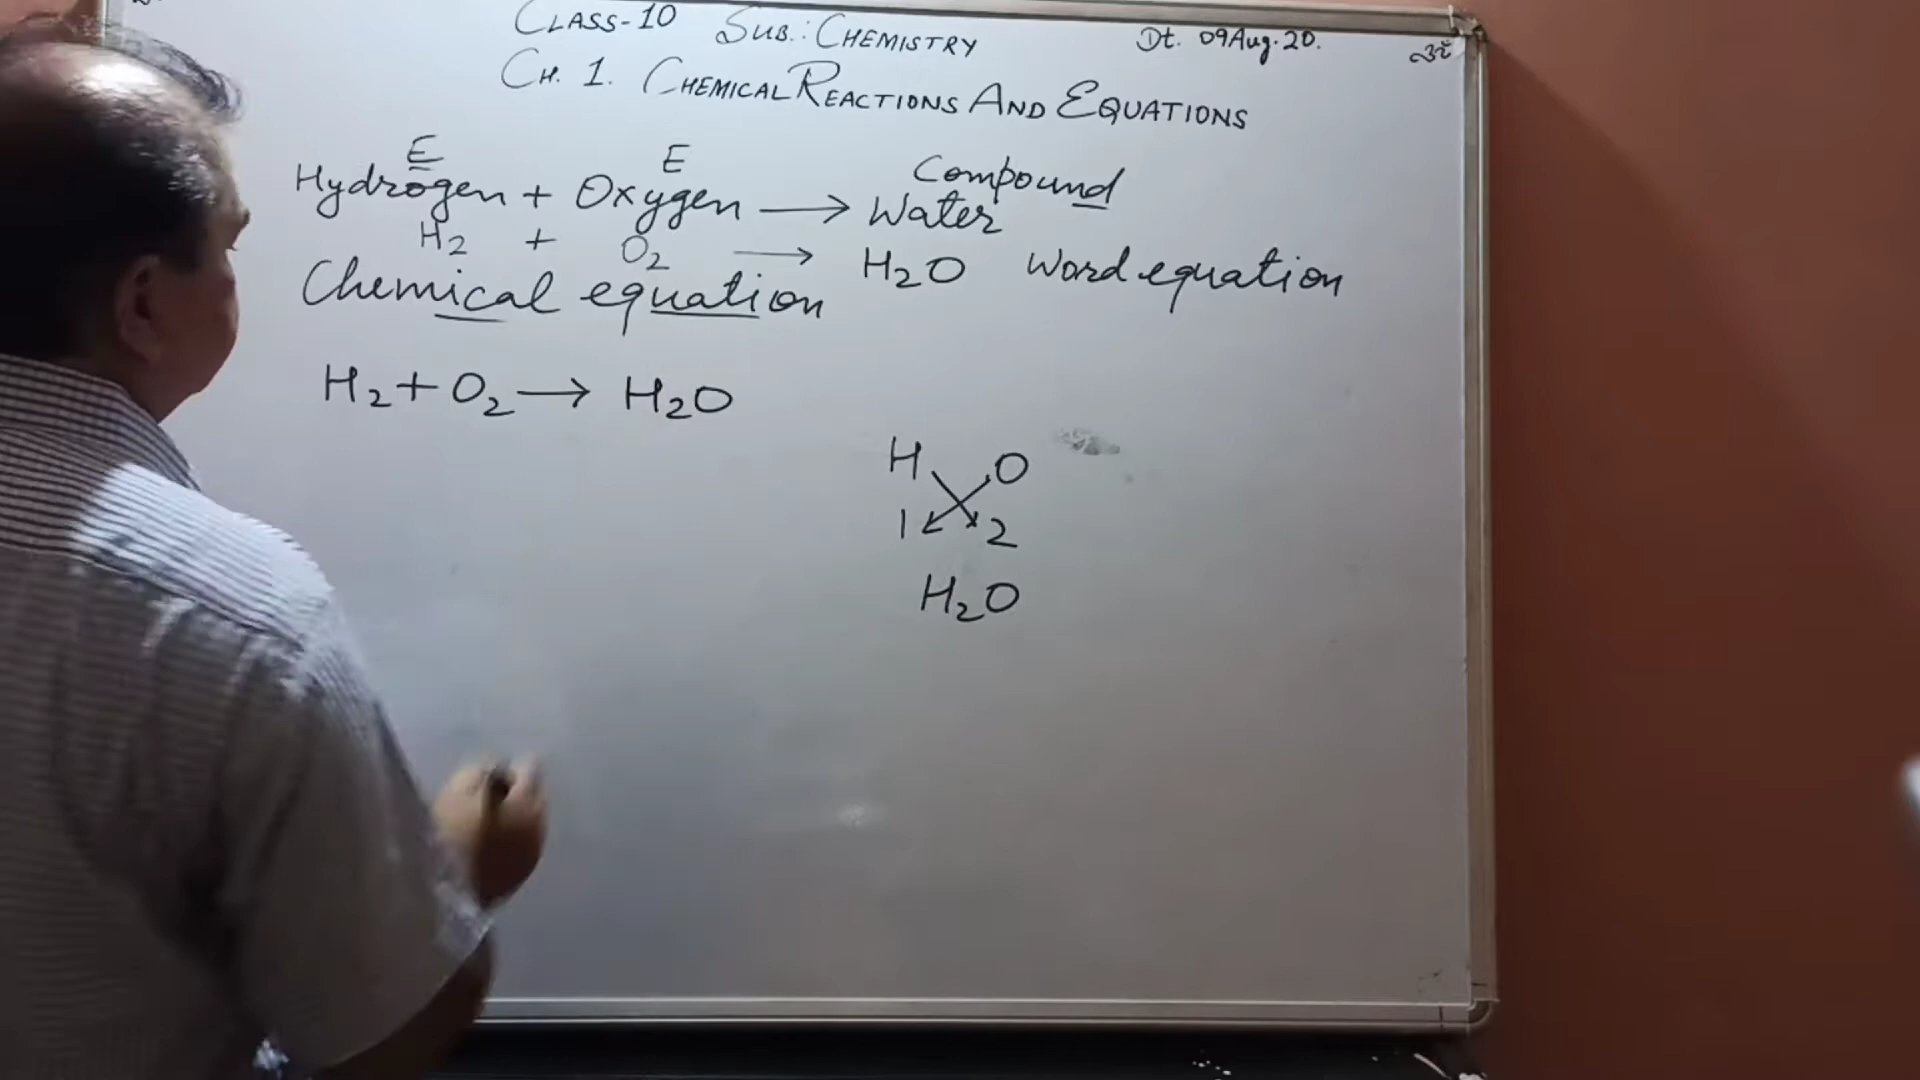 CLASS-10 SUB.: CHEMISTRY Dt. 09Aug.20.
CH. 1. CHEMICAL REACTIONS AND EQUATIONS
E E Compound
Hydrogen + Oxygen → Water
H₂ + O₂ → H₂O Word equation
Chemical equation
H₂ + O₂ → H₂O
H O
1 2
H₂O